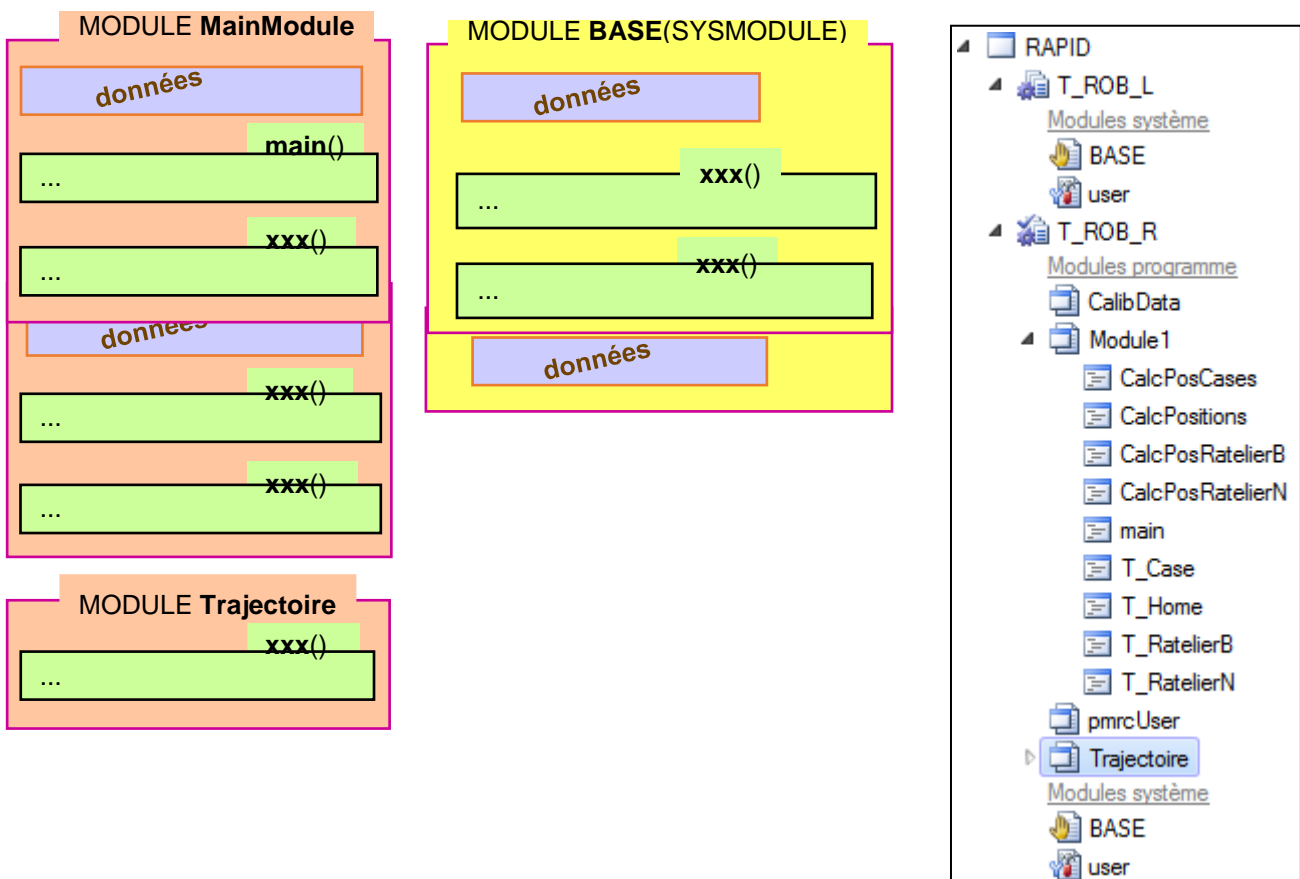 MODULE MainModule
données
main()
...
xxx()
...
données
xxx()
...
xxx()
...
MODULE Trajectoire
xxx()
...
MODULE BASE(SYSMODULE)
données
xxx()
...
xxx()
...
données
RAPID
T_ROB_L
Modules système
BASE
user
T_ROB_R
Modules programme
CalibData
Module1
CalcPosCases
CalcPositions
CalcPosRatelierB
CalcPosRatelierN
main
T_Case
T_Home
T_RatelierB
T_RatelierN
pmrcUser
Trajectoire
Modules système
BASE
user